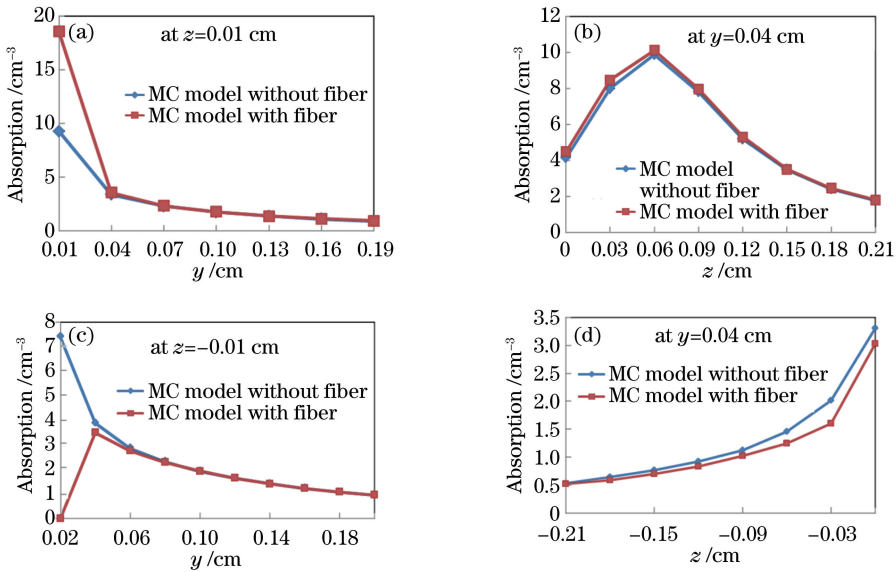 (a)
at z=0.01 cm
MC model without fiber
MC model with fiber
Absorption /cm⁻³
20
15
10
5
0
0.01 0.04 0.07 0.10 0.13 0.16 0.19
y /cm
(b)
at y=0.04 cm
MC model
without fiber
MC model with fiber
Absorption /cm⁻³
12
10
8
6
4
2
0
0 0.03 0.06 0.09 0.12 0.15 0.18 0.21
z /cm
(c)
at z=−0.01 cm
MC model without fiber
MC model with fiber
Absorption /cm⁻³
8
7
6
5
4
3
2
1
0
0.02 0.06 0.10 0.14 0.18
y /cm
(d)
at y=0.04 cm
MC model without fiber
MC model with fiber
Absorption /cm⁻³
3.5
3.0
2.5
2.0
1.5
1.0
0.5
0
−0.21 −0.15 −0.09 −0.03
z /cm